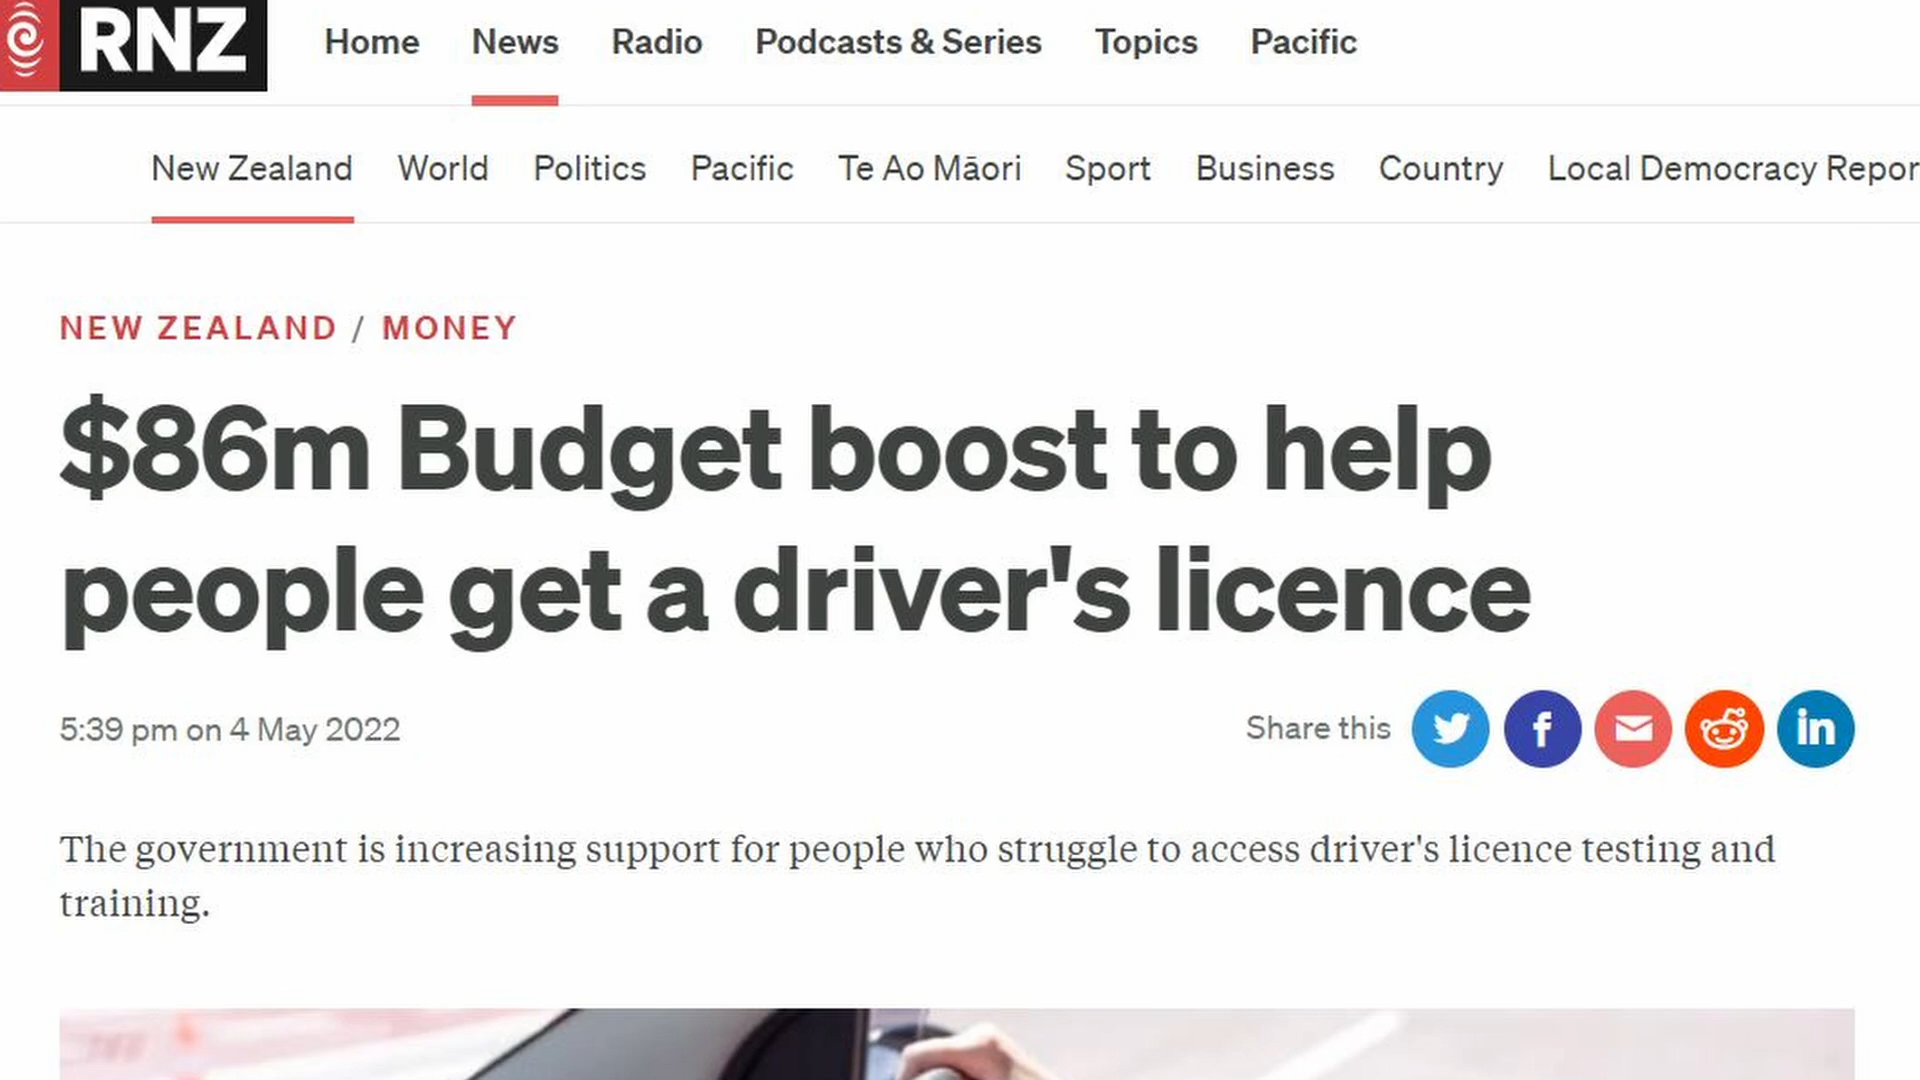 RNZ
Home News Radio Podcasts & Series Topics Pacific
New Zealand World Politics Pacific Te Ao Māori Sport Business Country Local Democracy Repor
NEW ZEALAND / MONEY
$86m Budget boost to help
people get a driver's licence
5:39 pm on 4 May 2022
Share this
The government is increasing support for people who struggle to access driver's licence testing and
training.